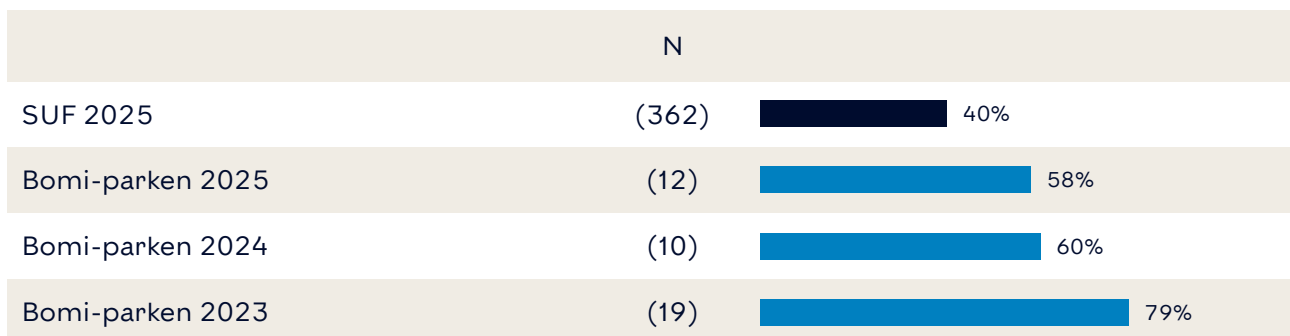 N
SUF 2025 (362) 40%
Bomi-parken 2025 (12) 58%
Bomi-parken 2024 (10) 60%
Bomi-parken 2023 (19) 79%